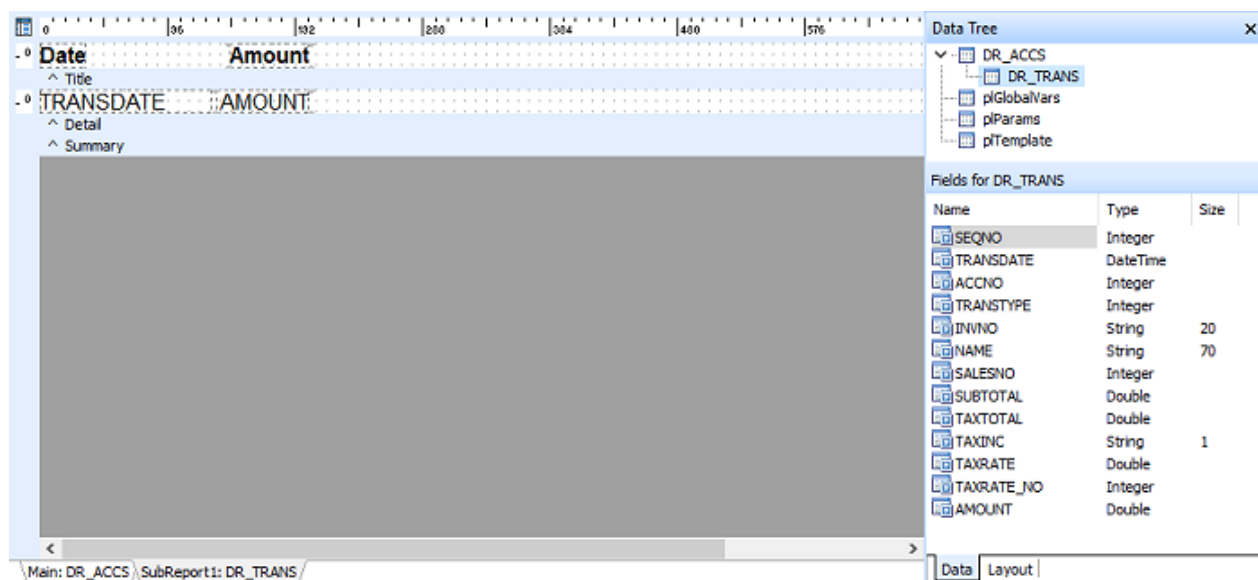 0 96 192 288 384 480 576
Date Amount
^ Title
TRANSDATE AMOUNT
^ Detail
^ Summary
Main: DR_ACCS SubReport1: DR_TRANS
Data Tree x
DR_ACCS
DR_TRANS
plGlobalVars
plParams
plTemplate
Fields for DR_TRANS
Name Type Size
SEQNO Integer
TRANSDATE DateTime
ACCNO Integer
TRANSTYPE Integer
INVNO String 20
NAME String 70
SALESNO Integer
SUBTOTAL Double
TAXTOTAL Double
TAXINC String 1
TAXRATE Double
TAXRATE_NO Integer
AMOUNT Double
Data Layout